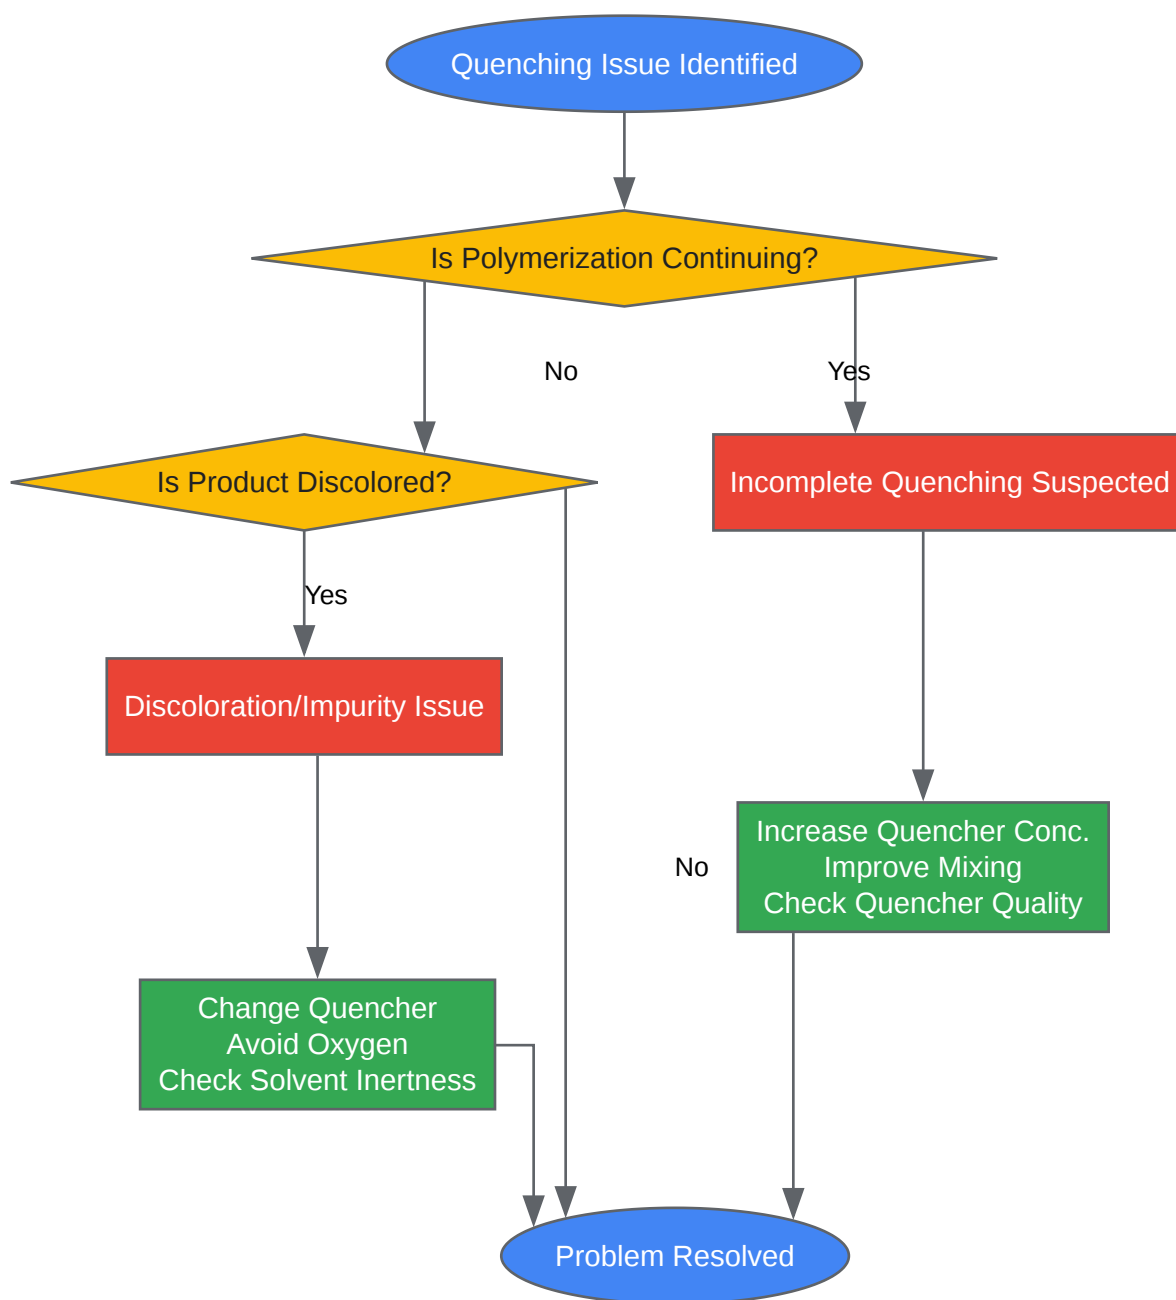 Quenching Issue Identified
Is Polymerization Continuing?
No
Yes
Is Product Discolored?
Incomplete Quenching Suspected
Yes
Discoloration/Impurity Issue
Increase Quencher Conc.
Improve Mixing
Check Quencher Quality
No
Change Quencher
Avoid Oxygen
Check Solvent Inertness
Problem Resolved